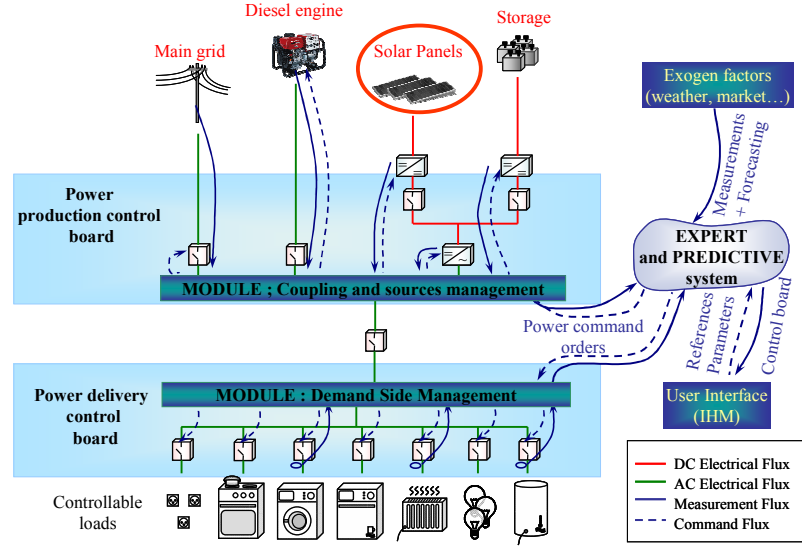 Diesel engine
Storage
Main grid
Solar Panels
Exogen factors
(weather, market…)
Measurements
+ Forecasting
Power
production control
board
EXPERT
and PREDICTIVE
system
MODULE ; Coupling and sources management
Power command
orders
References
Parameters
Control board
Power delivery
control
board
MODULE : Demand Side Management
User Interface
(IHM)
Controllable
loads
DC Electrical Flux
AC Electrical Flux
Measurement Flux
Command Flux